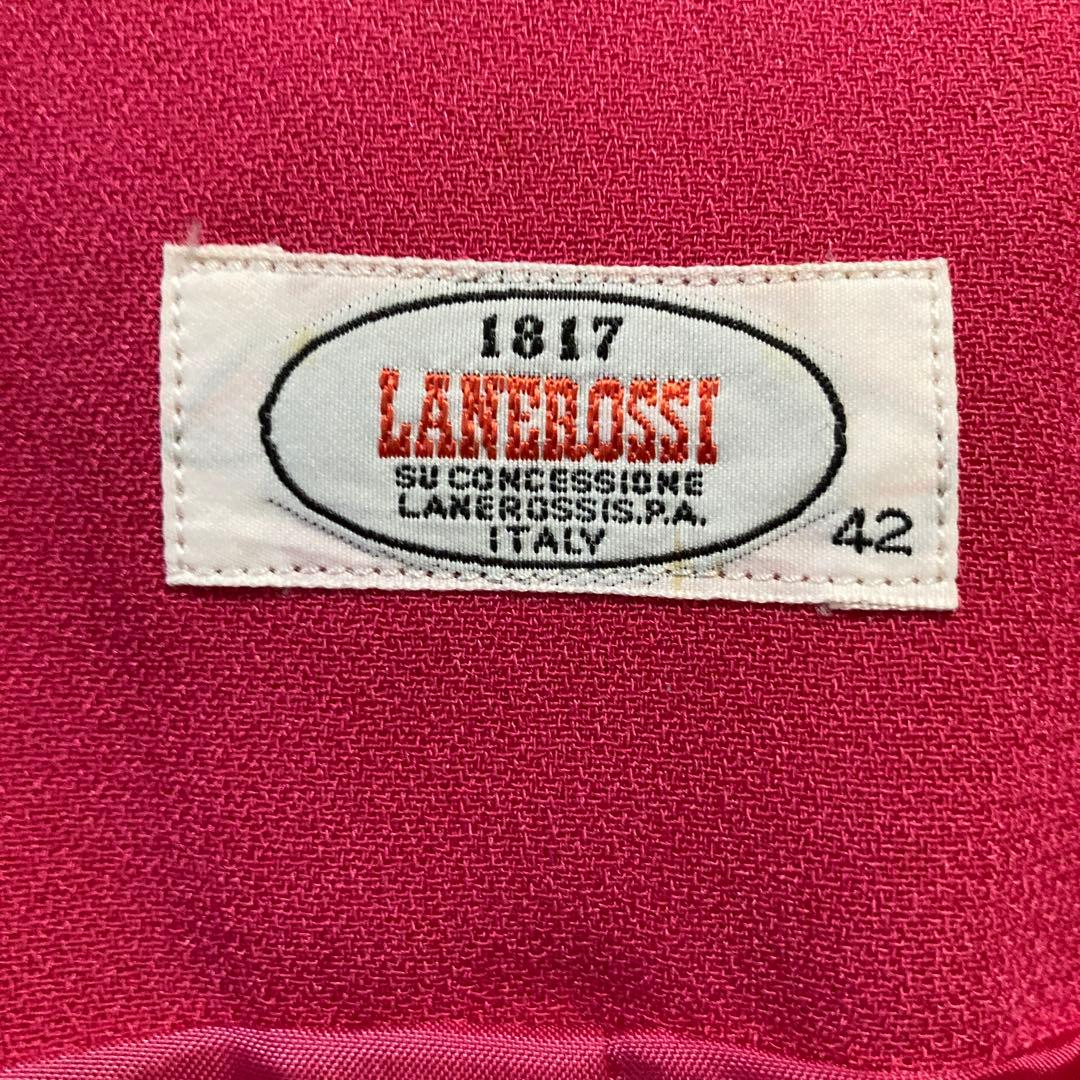 1817
LANEROSSI
SU CONCESSIONE
LANEROSSI S.P.A.
ITALY
42